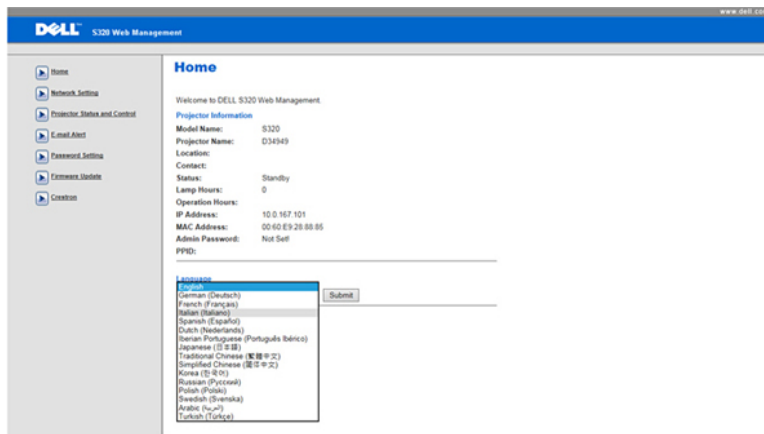 www.dell.com
DELL™ S320 Web Management
Home
Network Setting
Projector Status and Control
E-mail Alert
Password Setting
Firmware Update
Crestron
Home
Welcome to DELL S320 Web Management.
Projector Information
Model Name: S320
Projector Name: D34949
Location:
Contact:
Status: Standby
Lamp Hours: 0
Operation Hours:
IP Address: 10.0.167.101
MAC Address: 00:60:E9:28:88:85
Admin Password: Not Set!
PPID:
Language
English
German (Deutsch)
French (Français)
Italian (Italiano)
Spanish (Español)
Dutch (Nederlands)
Iberian Portuguese (Português Ibérico)
Japanese (日本語)
Traditional Chinese (繁體中文)
Simplified Chinese (简体中文)
Korea (한국어)
Russian (Русский)
Polish (Polski)
Swedish (Svenska)
Arabic (العربية)
Turkish (Türkçe)
Submit